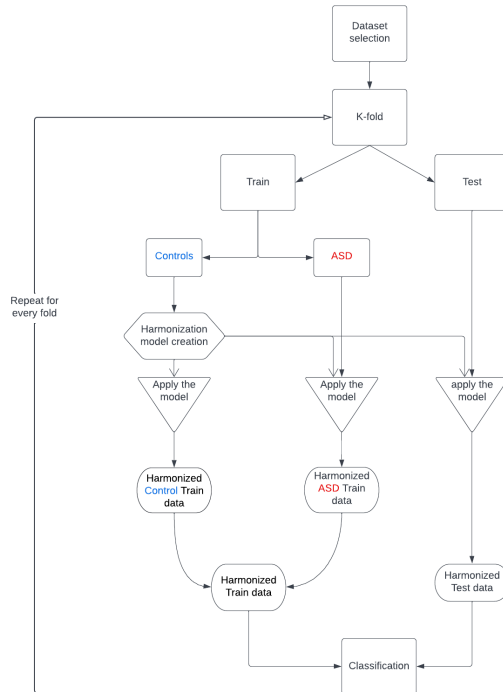 Dataset
selection
K-fold
Train
Test
Controls
ASD
Repeat for
every fold
Harmonization
model creation
Apply the
model
Apply the
model
apply the
model
Harmonized
Control Train
data
Harmonized
ASD Train
data
Harmonized
Train data
Harmonized
Test data
Classification